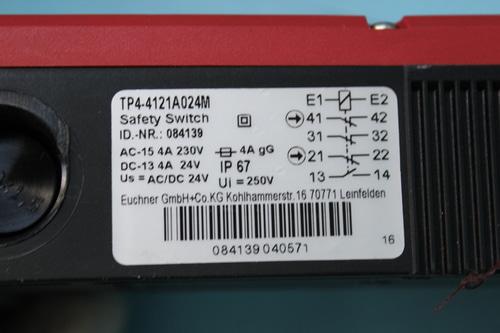 TP4-4121A024M
Safety Switch
ID.-NR.: 084139
AC-15 4A 230V 4A gG
DC-13 4A 24V IP 67
Us = AC/DC 24V Ui = 250V
E1 E2
41 42
31 32
21 22
13 14
Euchner GmbH+Co.KG Kohlhammerstr.16 70771 Leinfelden
084139040571
16